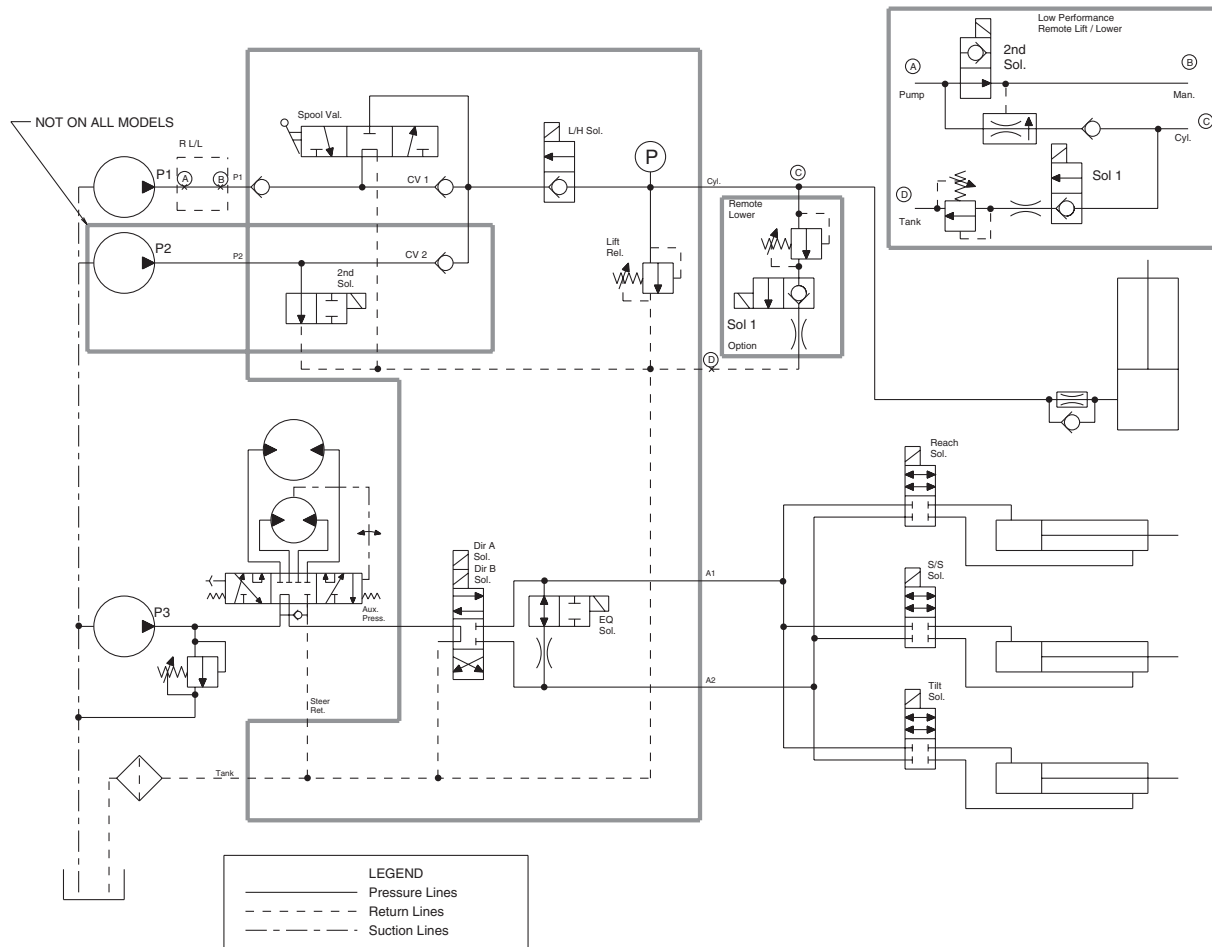 Low Performance
Remote Lift / Lower
2nd
Sol.
A
B
Pump
Man.
C
Cyl.
Sol 1
D
Tank
NOT ON ALL MODELS
Spool Val.
L/H Sol.
R L/L
P1
A
B
P1
CV 1
P
Cyl.
C
Remote
Lower
P2
P2
CV 2
2nd
Sol.
Lift
Rel.
Sol 1
Option
D
Reach
Sol.
Dir A
Sol.
Dir B
Sol.
A1
S/S
Sol.
P3
Aux.
Press.
EQ
Sol.
A2
Tilt
Sol.
Steer
Ret.
Tank
LEGEND
Pressure Lines
Return Lines
Suction Lines